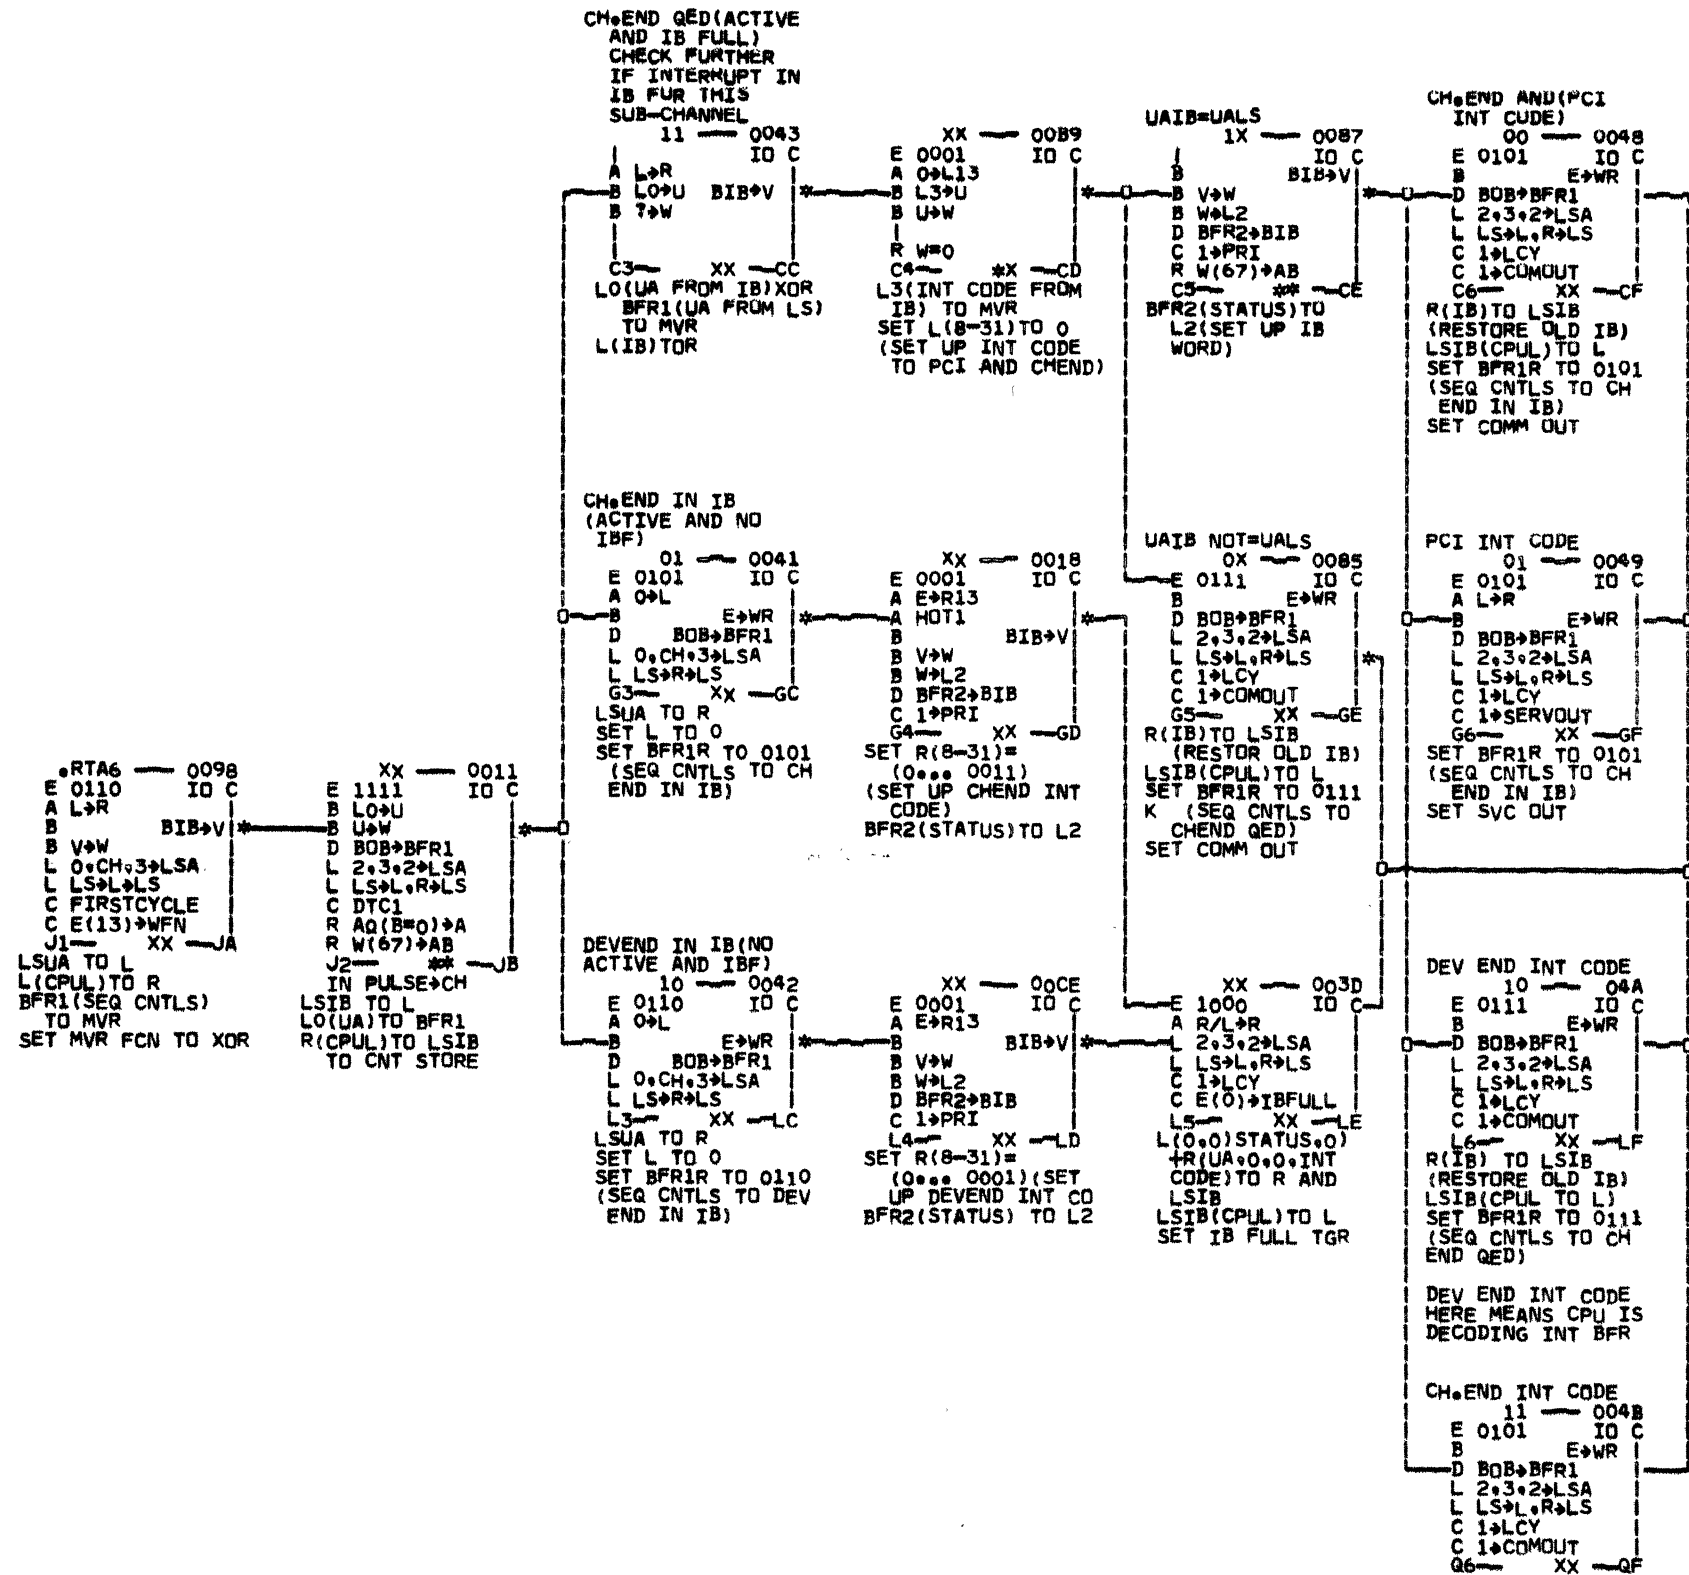 CH.END QED(ACTIVE
AND IB FULL)
CHECK FURTHER
IF INTERRUPT IN
IB FUR THIS
SUB-CHANNEL
11 — 0043
IO C
A L→R
B L0→U BIB→V *
B T→W
C3— XX —CC
L0(UA FROM IB)XOR
BFR1(UA FROM LS)
TO MVR
L(IB)TOR
XX — 00B9
E 0001 IO C
A 0→L13
B L3→U *
B U→W
R W=0
C4— *X —CD
L3(INT CODE FROM
IB) TO MVR
SET L(8-31)TO 0
(SET UP INT CODE
TO PCI AND CHEND)
UAIB=UALS
1X — 0087
IO C
B BIB→V
B V→W *
B W→L2
D BFR2→BIB
C 1→PRI
R W(67)→AB
C5— ** —CE
BFR2(STATUS)TO
L2(SET UP IB
WORD)
CH.END AND(PCI
INT CUDE)
00 — 0048
E 0101 IO C
B E→WR
D BOB→BFR1
L 2,3,2→LSA
L LS→L,R→LS
C 1→LCY
C 1→CUMOUT
C6— XX —CF
R(IB)TO LSIB
(RESTORE OLD IB)
LSIB(CPUL)TO L
SET BFR1R TO 0101
(SEQ CNTLS TO CH
END IN IB)
SET COMM OUT
CH.END IN IB
(ACTIVE AND NO
IBF)
01 — 0041
E 0101 IO C
A 0→L
B E→WR *
D BOB→BFR1
L 0,CH,3→LSA
L LS→R→LS
G3— XX —GC
LSUA TO R
SET L TO 0
SET BFR1R TO 0101
(SEQ CNTLS TO CH
END IN IB)
XX — 0018
E 0001 IO C
A E→R13
A HOT1 *
B BIB→V
B V→W
B W→L2
D BFR2→BIB
C 1→PRI
G4— XX —GD
SET R(8-31)=
(0... 0011)
(SET UP CHEND INT
CODE)
BFR2(STATUS)TO L2
UAIB NOT=UALS
0X — 0085
E 0111 IO C
B E→WR
D BOB→BFR1
L 2,3,2→LSA
L LS→L,R→LS *
C 1→LCY
C 1→COMOUT
G5— XX —GE
R(IB)TO LSIB
(RESTOR OLD IB)
LSIB(CPUL)TO L
SET BFR1R TO 0111
K (SEQ CNTLS TO
CHEND QED)
SET COMM OUT
PCI INT CODE
01 — 0049
E 0101 IO C
A L→R
B E→WR
D BOB→BFR1
L 2,3,2→LSA
L LS→L,R→LS
C 1→LCY
C 1→SERVOUT
G6— XX —GF
SET BFR1R TO 0101
(SEQ CNTLS TO CH
END IN IB)
SET SVC OUT
.RTA6 — 0098
E 0110 IO C
A L→R
B BIB→V *
B V→W
L 0,CH,3→LSA
L LS→L→LS
C FIRSTCYCLE
C E(13)→WFN
J1— XX —JA
LSUA TO L
L(CPUL)TO R
BFR1(SEQ CNTLS)
TO MVR
SET MVR FCN TO XOR
XX — 0011
E 1111 IO C
B L0→U
B U→W *
D BOB→BFR1
L 2,3,2→LSA
L LS→L,R→LS
C DTC1
R AQ(B=0)→A
R W(67)→AB
J2— ** —JB
IN PULSE→CH
LSIB TO L
L0(UA)TO BFR1
R(CPUL)TO LSIB
TO CNT STORE
DEVEND IN IB(NO
ACTIVE AND IBF)
10 — 0042
E 0110 IO C
A 0→L
B E→WR *
D BOB→BFR1
L 0,CH,3→LSA
L LS→R→LS
L3— XX —LC
LSUA TO R
SET L TO 0
SET BFR1R TO 0110
(SEQ CNTLS TO DEV
END IN IB)
XX — 00CE
E 0001 IO C
A E→R13
B BIB→V *
B V→W
B W→L2
D BFR2→BIB
C 1→PRI
L4— XX —LD
SET R(8-31)=
(0... 0001)(SET
UP DEVEND INT CO
BFR2(STATUS) TO L2
XX — 003D
E 1000 IO C
A R/L→R
L 2,3,2→LSA
L LS→L,R→LS
C 1→LCY
C E(0)→IBFULL
L5— XX —LE
L(0,0)STATUS,0)
+R(UA,0,0,INT
CODE)TO R AND
LSIB
LSIB(CPUL)TO L
SET IB FULL TGR
DEV END INT CODE
10 — 04A
E 0111 IO C
B E→WR
D BOB→BFR1
L 2,3,2→LSA
L LS→L,R→LS
C 1→LCY
C 1→COMOUT
L6— XX —LF
R(IB) TO LSIB
(RESTORE OLD IB)
LSIB(CPUL TO L)
SET BFR1R TO 0111
(SEQ CNTLS TO CH
END QED)
DEV END INT CODE
HERE MEANS CPU IS
DECODING INT BFR
CH.END INT CODE
11 — 004B
E 0101 IO C
B E→WR
D BOB→BFR1
L 2,3,2→LSA
L LS→L,R→LS
C 1→LCY
C 1→COMOUT
Q6— XX —QF